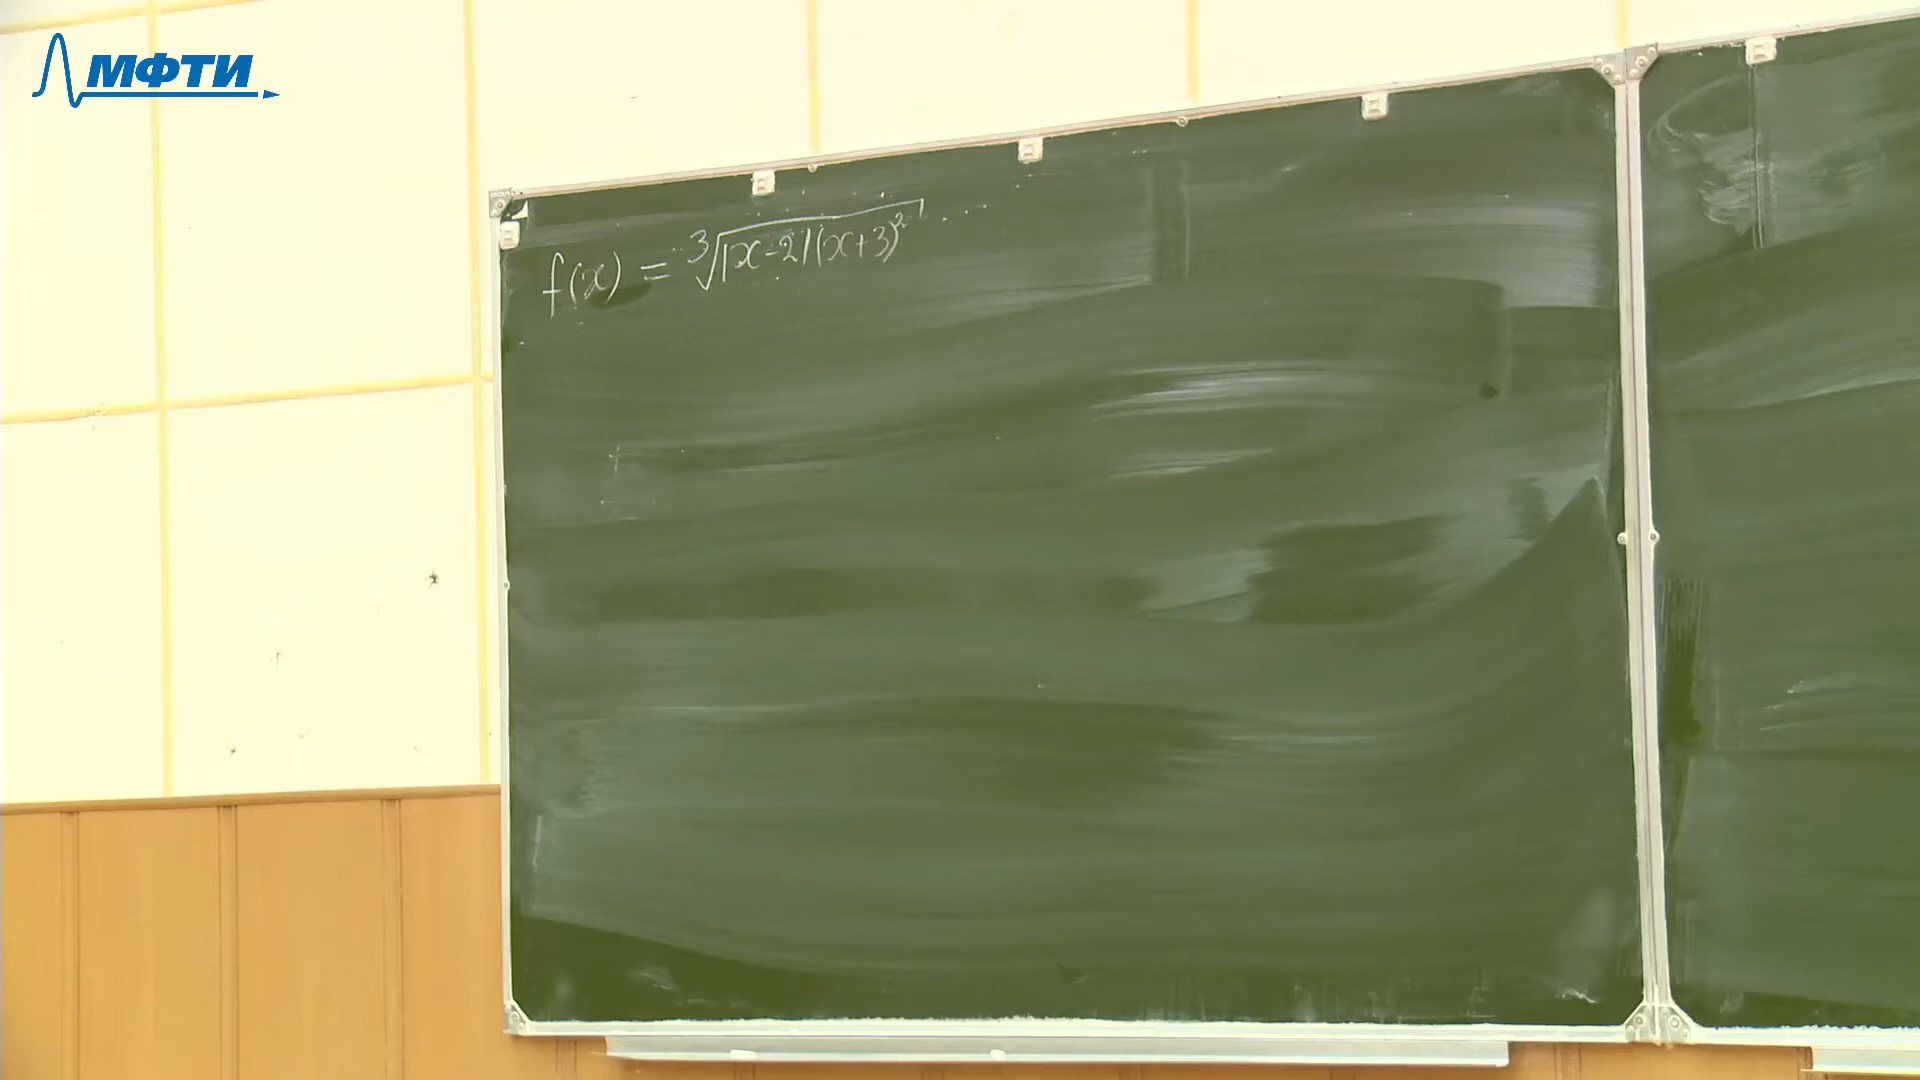 МФТИ
f(x) = ∛(|x-2|(x+3)²)